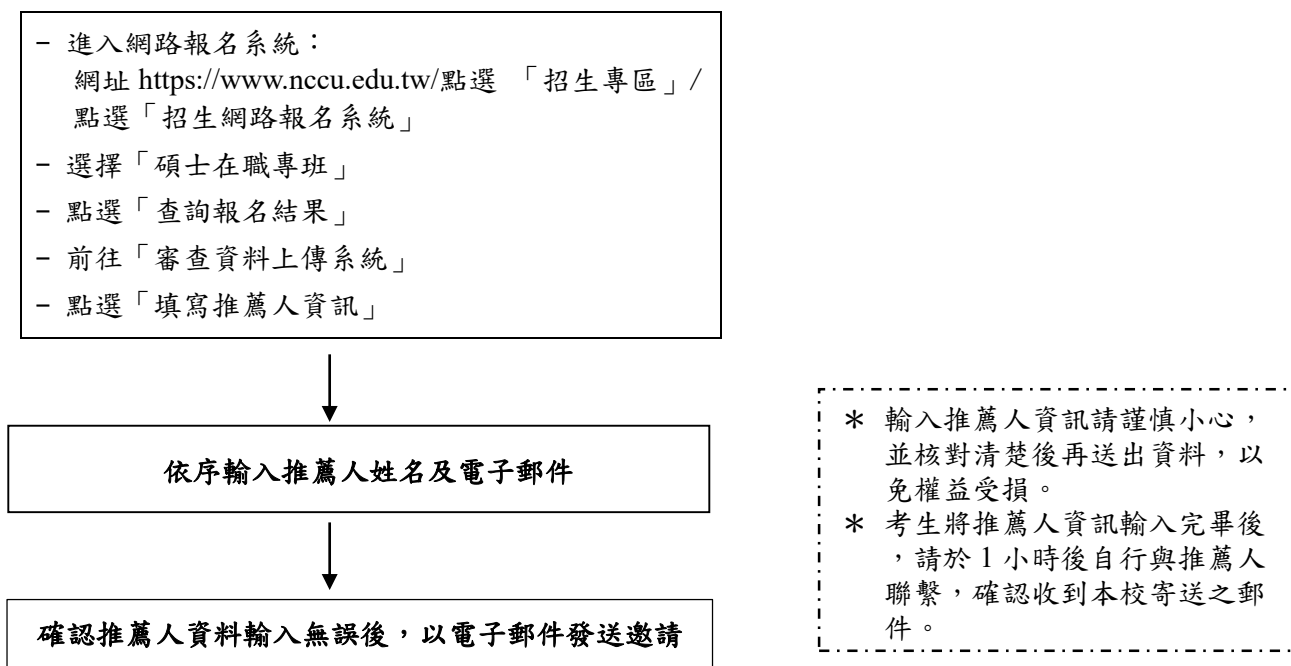 - 進入網路報名系統：
網址 https://www.nccu.edu.tw/點選 「招生專區」/
點選「招生網路報名系統」
- 選擇「碩士在職專班」
- 點選「查詢報名結果」
- 前往「審查資料上傳系統」
- 點選「填寫推薦人資訊」
依序輸入推薦人姓名及電子郵件
確認推薦人資料輸入無誤後，以電子郵件發送邀請
＊ 輸入推薦人資訊請謹慎小心，
並核對清楚後再送出資料，以
免權益受損。
＊ 考生將推薦人資訊輸入完畢後
，請於 1 小時後自行與推薦人
聯繫，確認收到本校寄送之郵
件。